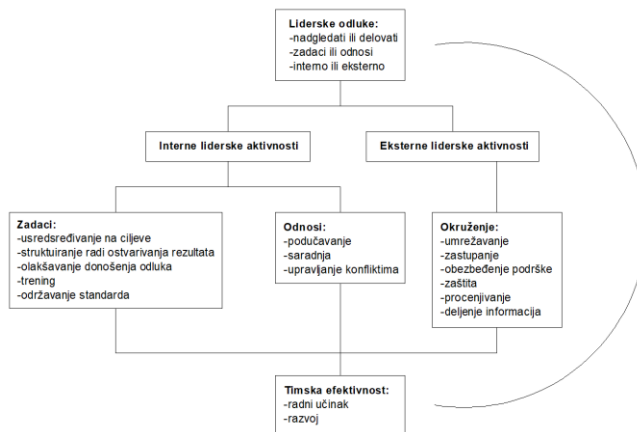 Liderske odluke:
-nadgledati ili delovati
-zadaci ili odnosi
-interno ili eksterno
Interne liderske aktivnosti
Eksterne liderske aktivnosti
Zadaci:
-usredsređivanje na ciljeve
-struktuiranje radi ostvarivanja rezultata
-olakšavanje donošenja odluka
-trening
-održavanje standarda
Odnosi:
-podučavanje
-saradnja
-upravljanje konfliktima
Okruženje:
-umrežavanje
-zastupanje
-obezbeđenje podrške
-zaštita
-procenjivanje
-deljenje informacija
Timska efektivnost:
-radni učinak
-razvoj